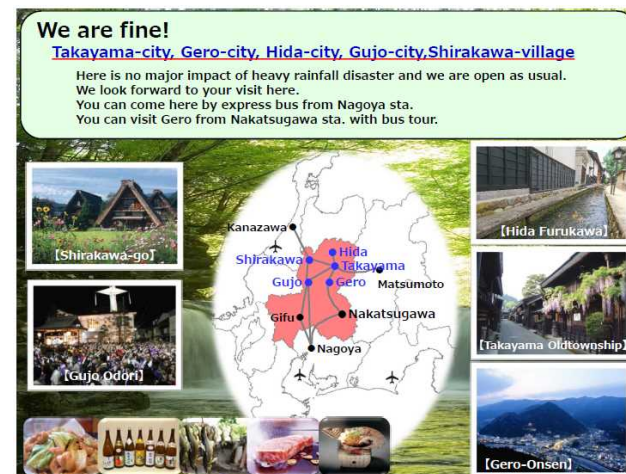 We are fine!
Takayama-city, Gero-city, Hida-city, Gujo-city,Shirakawa-village
Here is no major impact of heavy rainfall disaster and we are open as usual.
We look forward to your visit here.
You can come here by express bus from Nagoya sta.
You can visit Gero from Nakatsugawa sta. with bus tour.
【Shirakawa-go】
【Gujo Odori】
Kanazawa
Hida
Shirakawa
Takayama
Gujo
Gero
Matsumoto
Gifu
Nakatsugawa
Nagoya
【Hida Furukawa】
【Takayama Oldtownship】
【Gero-Onsen】